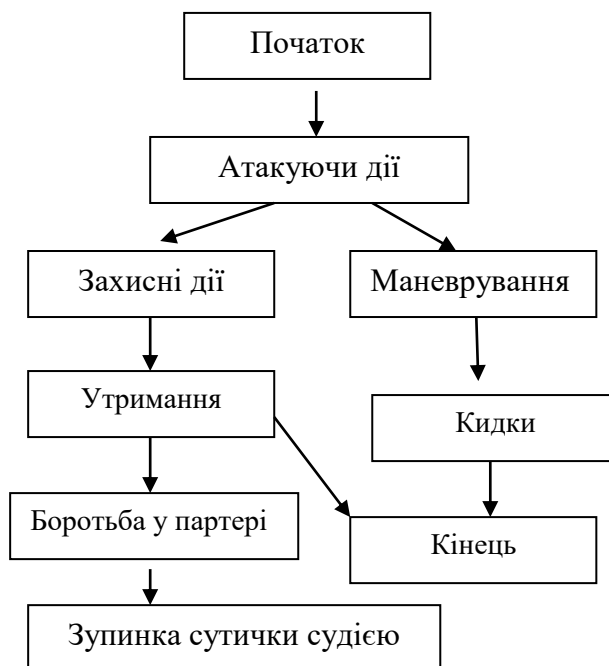 Початок
Атакуючи дії
Захисні дії
Маневрування
Утримання
Кидки
Боротьба у партері
Кінець
Зупинка сутички судією